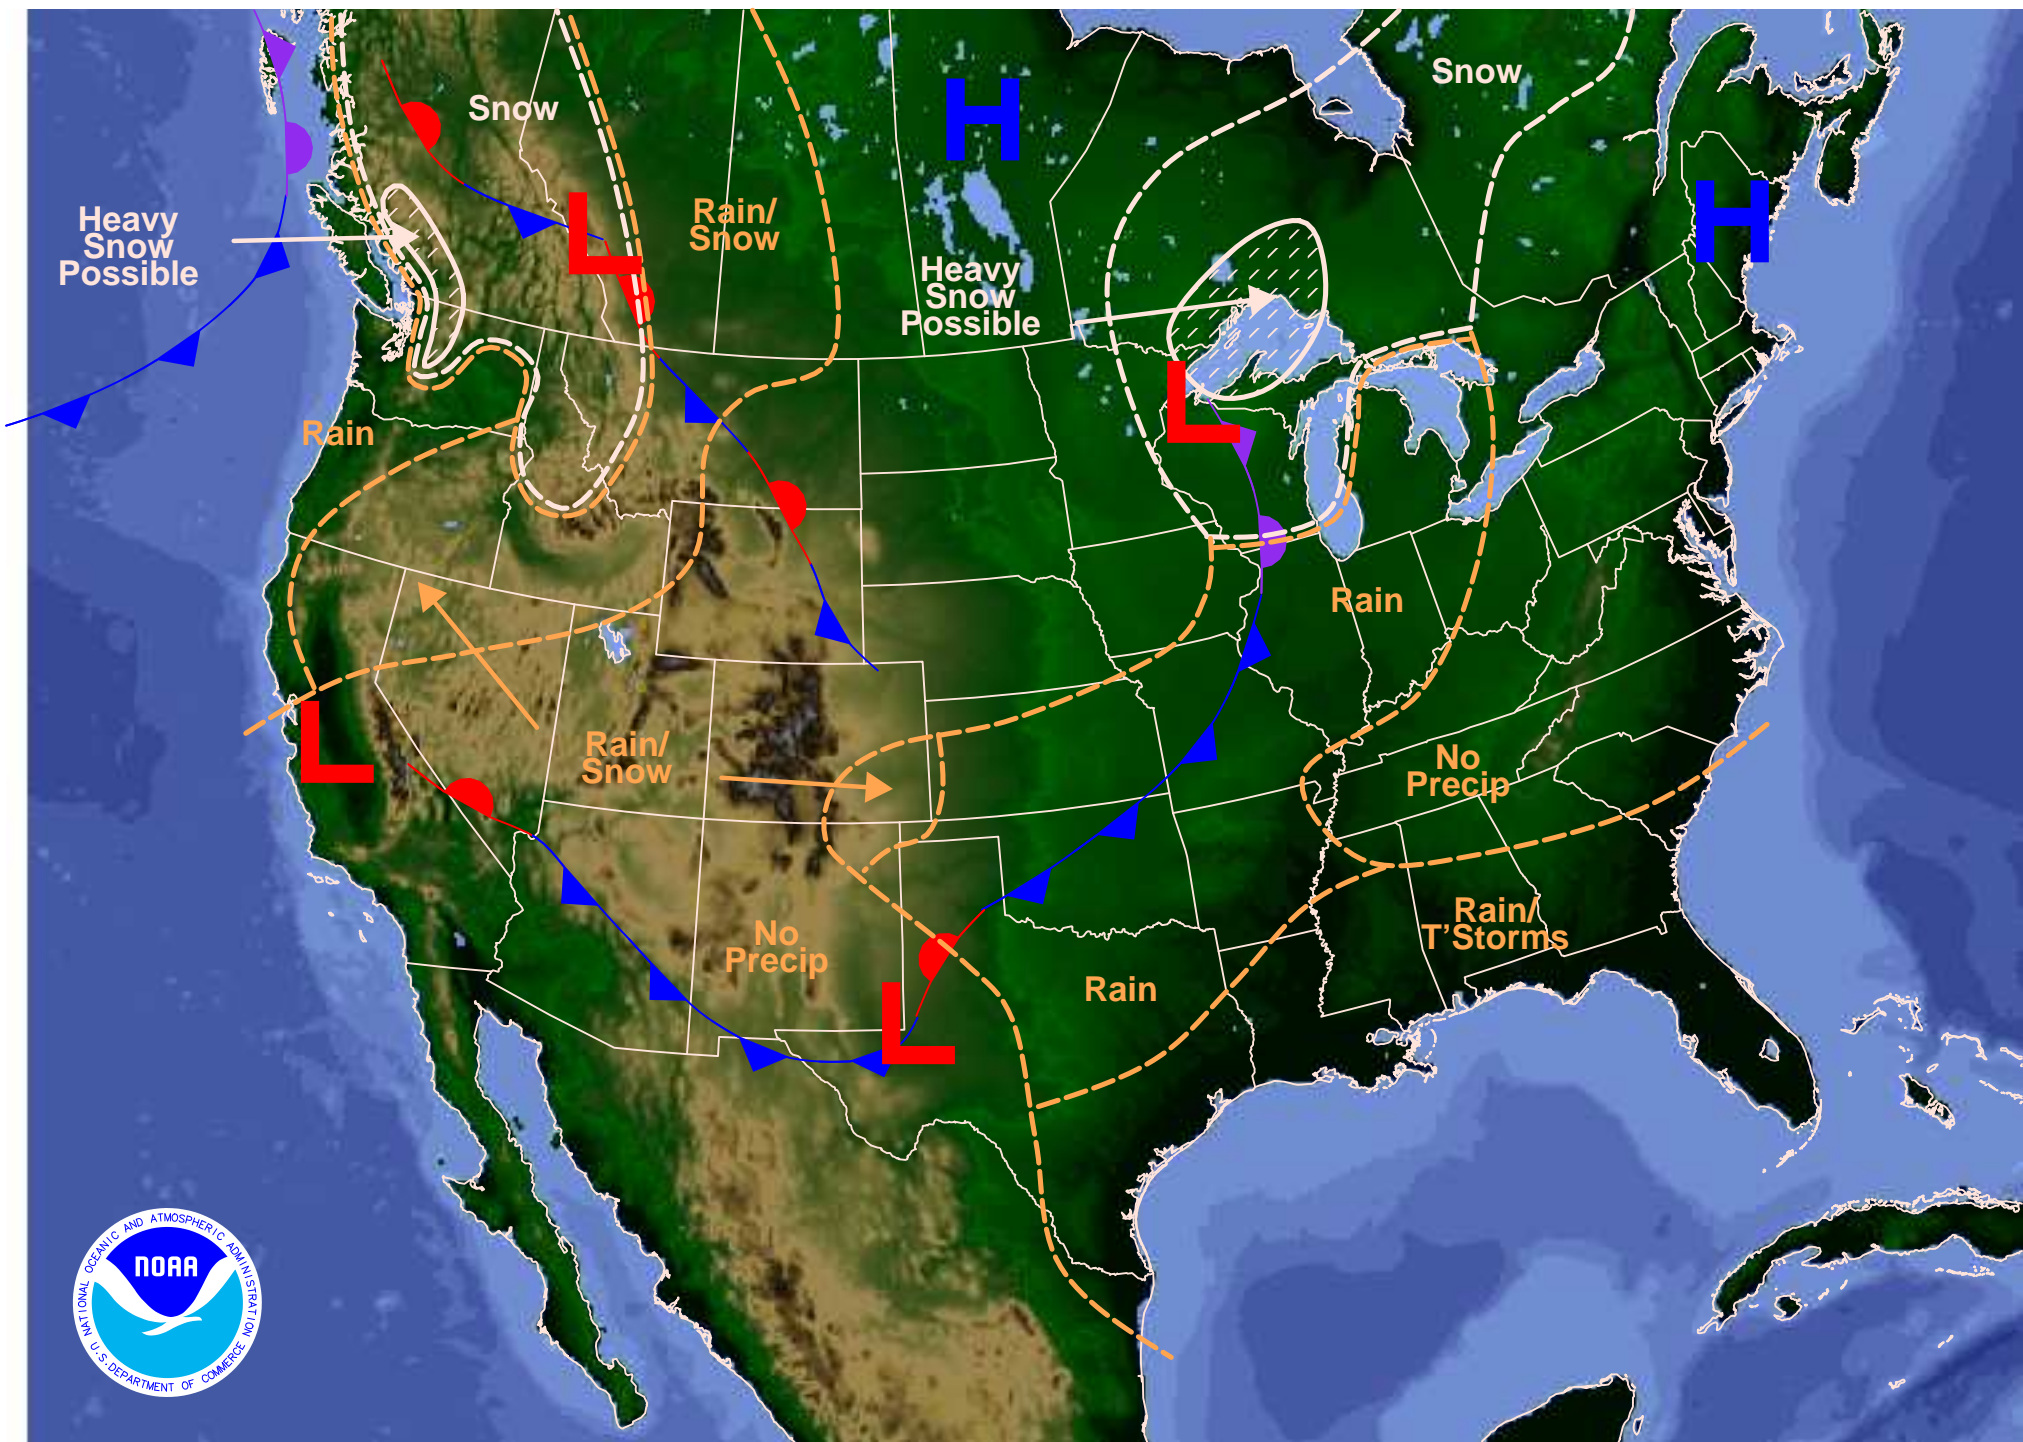 Snow
Snow
H
Heavy
Snow
Possible
L
Rain/
Snow
H
Heavy
Snow
Possible
L
Rain
Rain
L
Rain/
Snow
No
Precip
Rain/
T'Storms
No
Precip
Rain
L
NATIONAL OCEANIC AND ATMOSPHERIC ADMINISTRATION
NOAA
U.S. DEPARTMENT OF COMMERCE